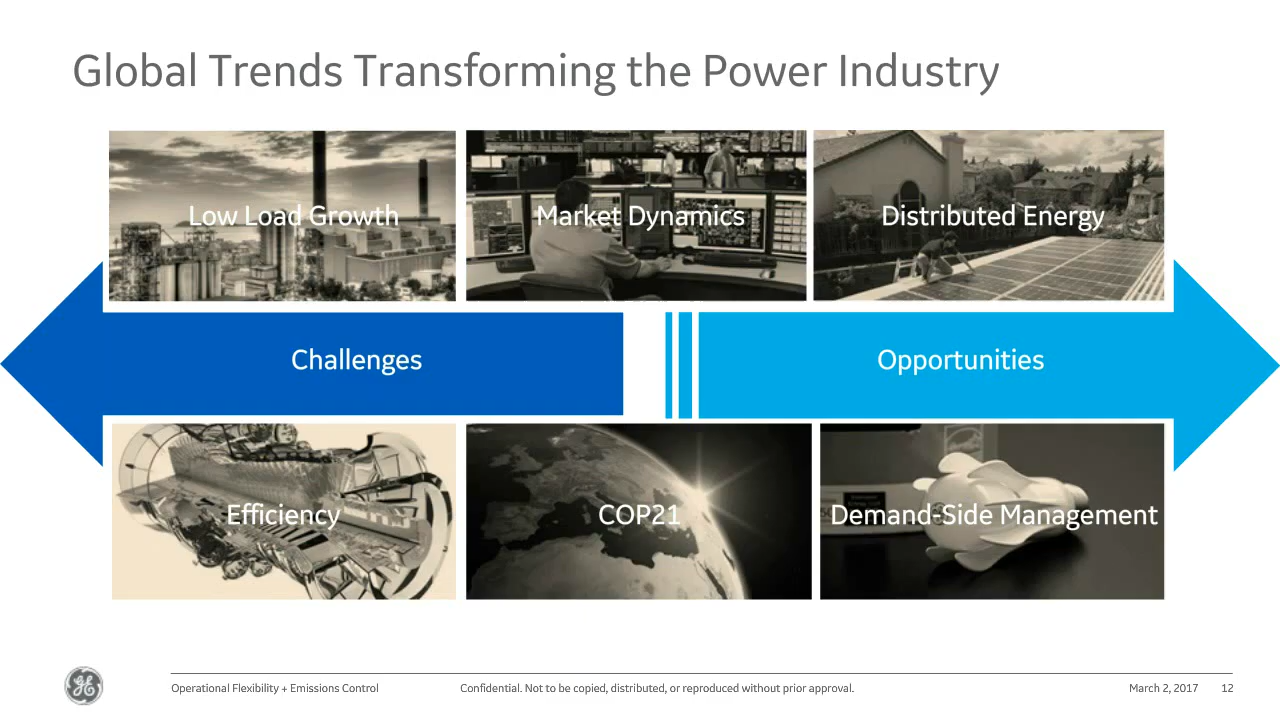 Global Trends Transforming the Power Industry
Low Load Growth
Market Dynamics
Distributed Energy
Challenges
Opportunities
Efficiency
COP21
Demand-Side Management
Operational Flexibility + Emissions Control
Confidential. Not to be copied, distributed, or reproduced without prior approval.
March 2, 2017
12